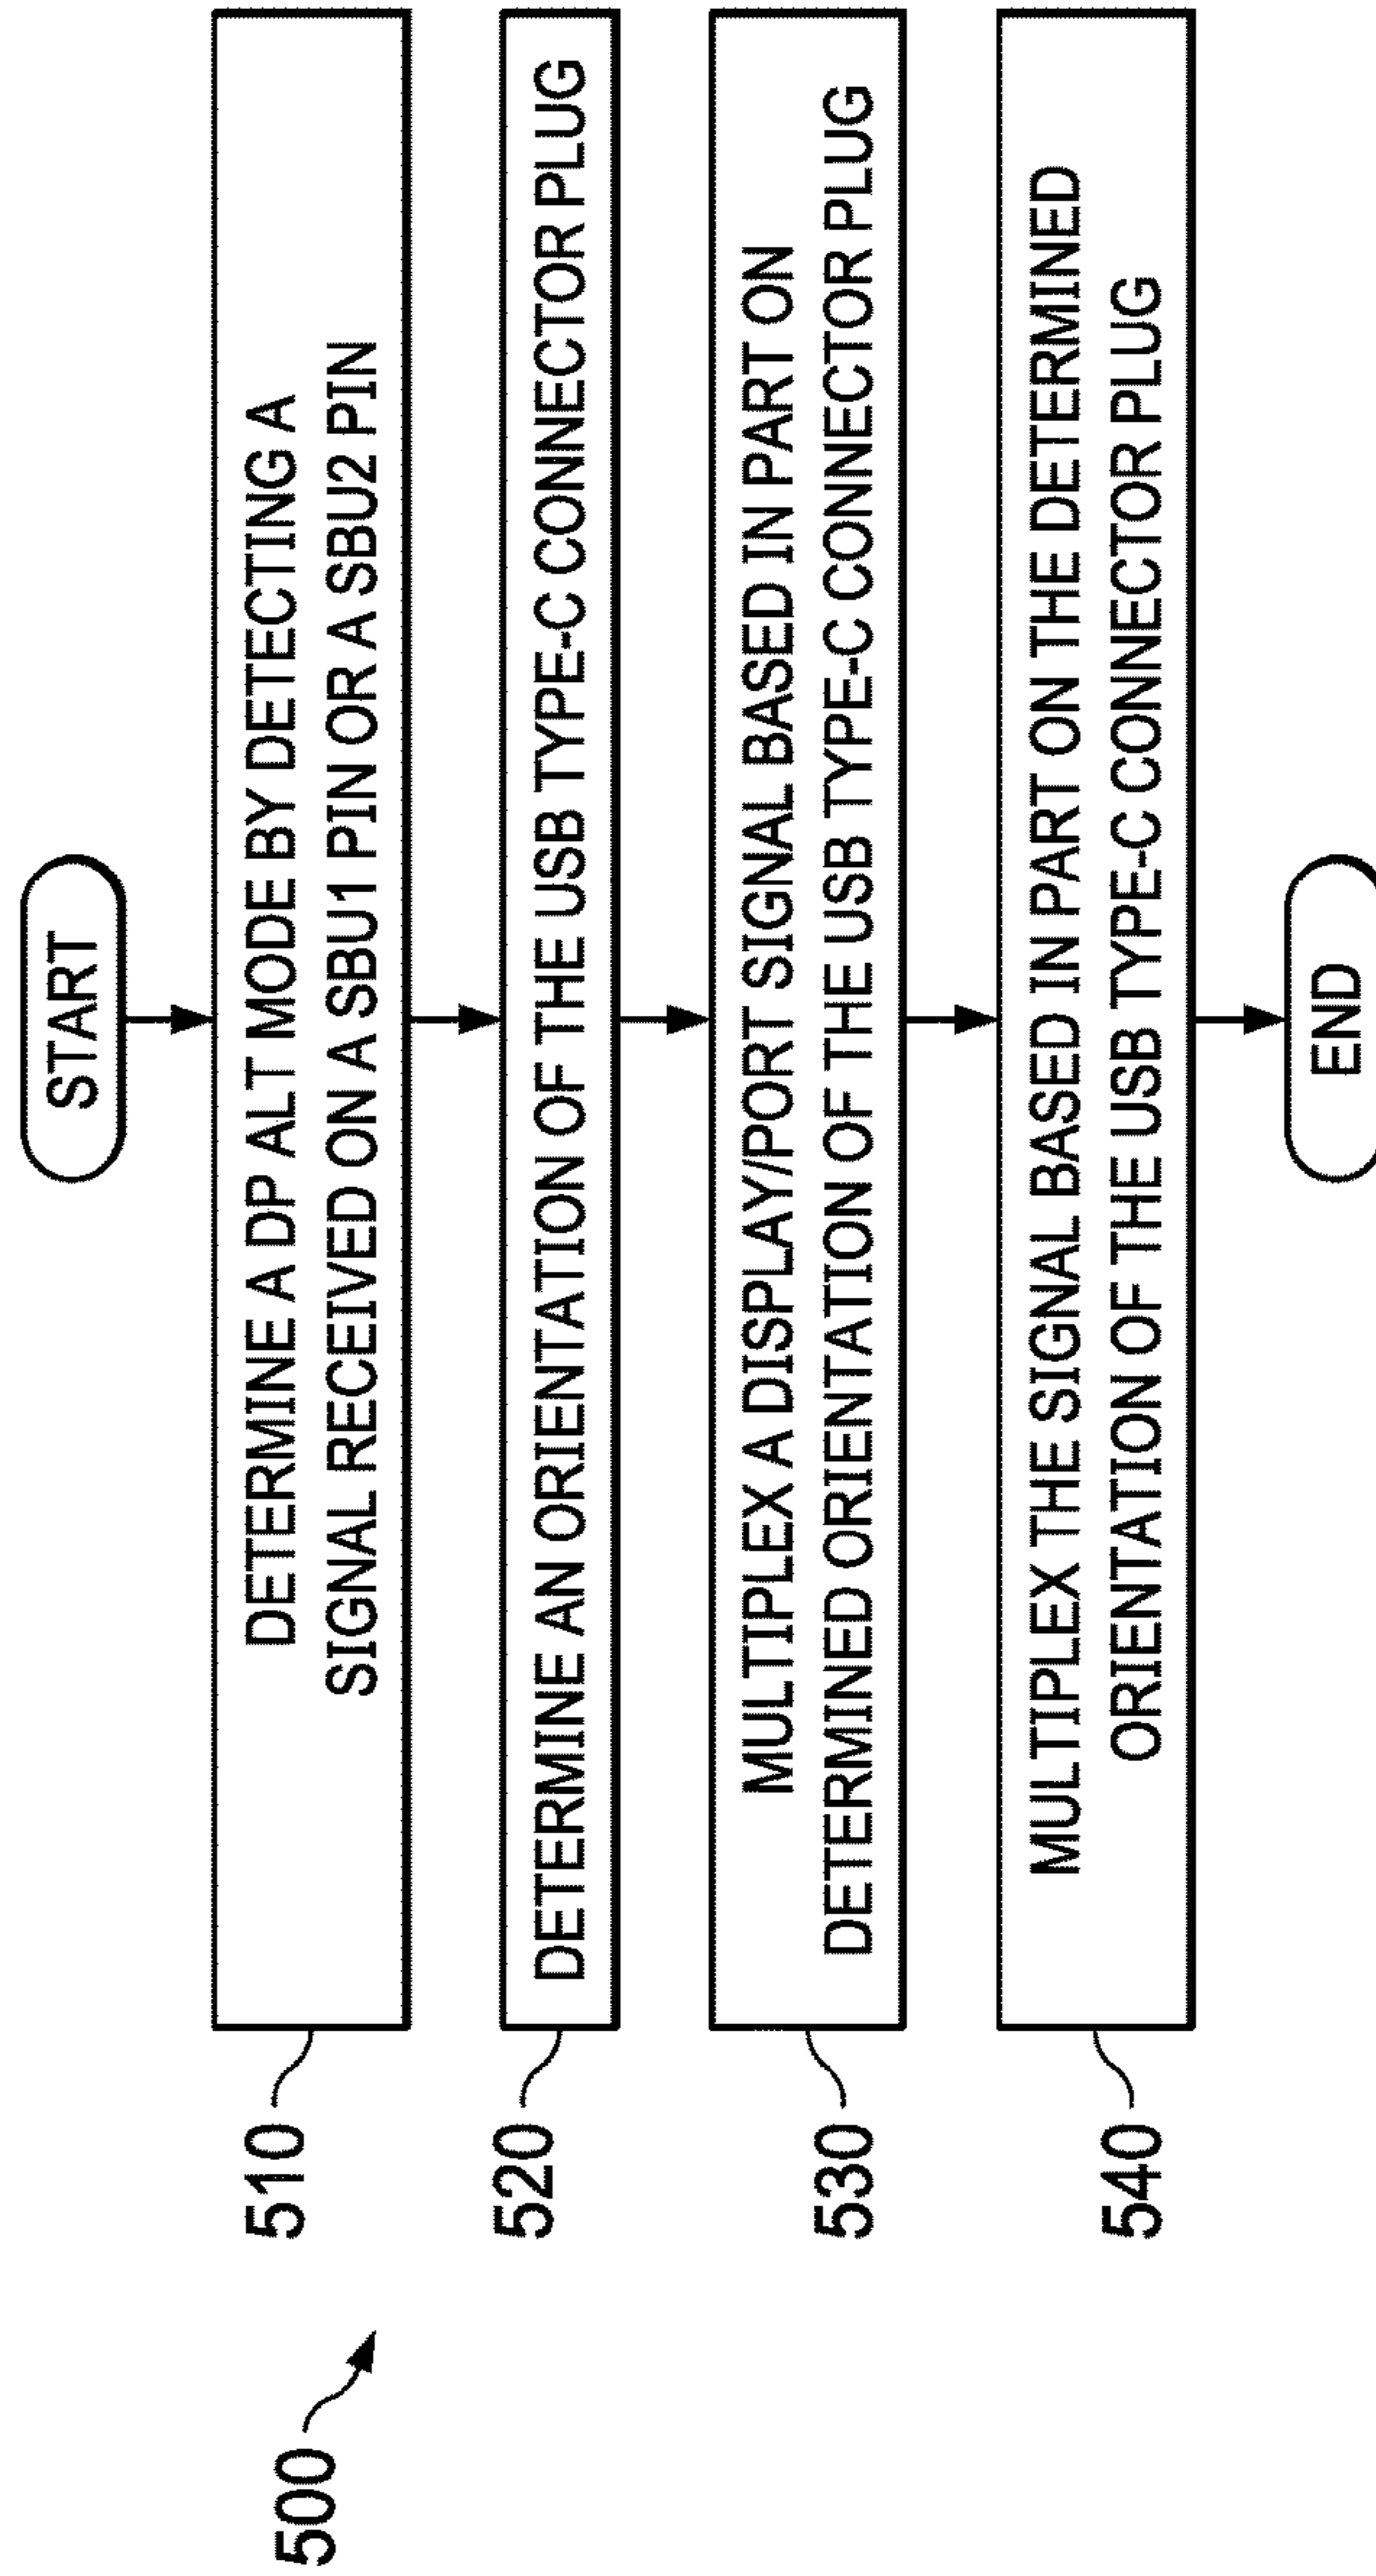 500
START
510
DETERMINE A DP ALT MODE BY DETECTING A
SIGNAL RECEIVED ON A SBU1 PIN OR A SBU2 PIN
520
DETERMINE AN ORIENTATION OF THE USB TYPE-C CONNECTOR PLUG
530
MULTIPLEX A DISPLAY/PORT SIGNAL BASED IN PART ON
DETERMINED ORIENTATION OF THE USB TYPE-C CONNECTOR PLUG
540
MULTIPLEX THE SIGNAL BASED IN PART ON THE DETERMINED
ORIENTATION OF THE USB TYPE-C CONNECTOR PLUG
END